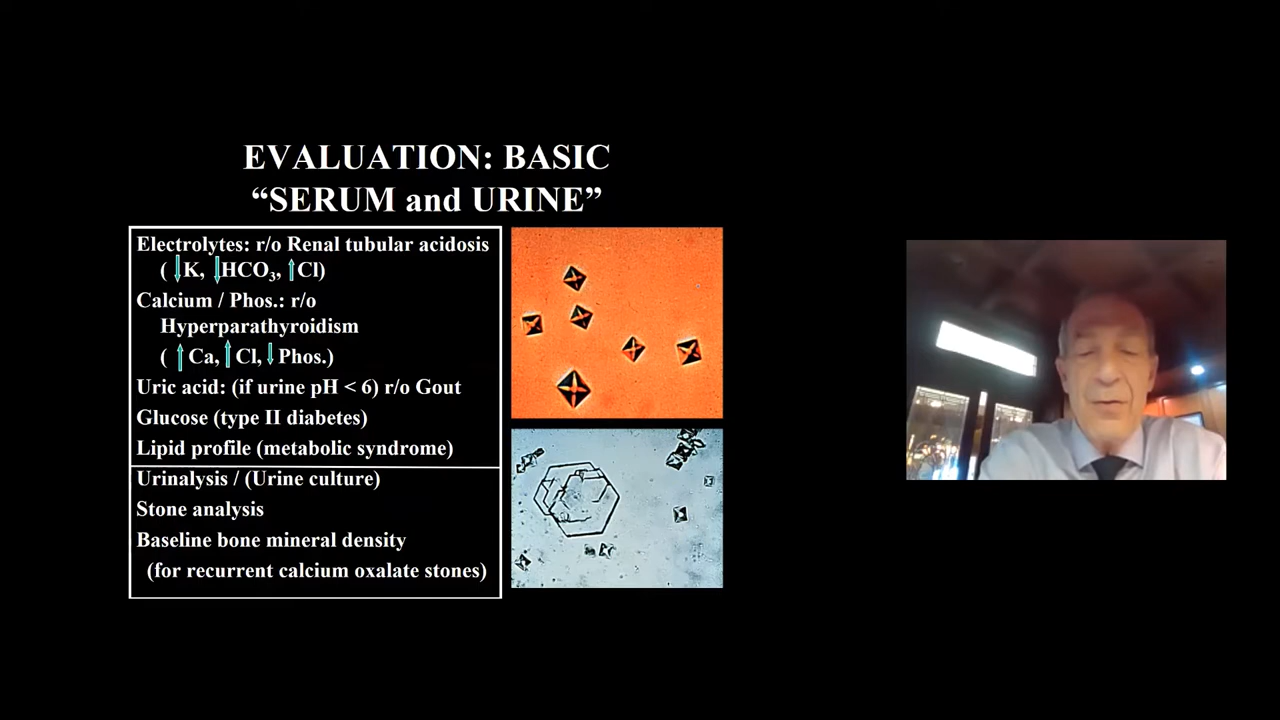 EVALUATION: BASIC
“SERUM and URINE”
Electrolytes: r/o Renal tubular acidosis
( ↓K, ↓HCO₃, ↑Cl)
Calcium / Phos.: r/o
Hyperparathyroidism
( ↑ Ca, ↑ Cl, ↓ Phos.)
Uric acid: (if urine pH < 6) r/o Gout
Glucose (type II diabetes)
Lipid profile (metabolic syndrome)
Urinalysis / (Urine culture)
Stone analysis
Baseline bone mineral density
(for recurrent calcium oxalate stones)